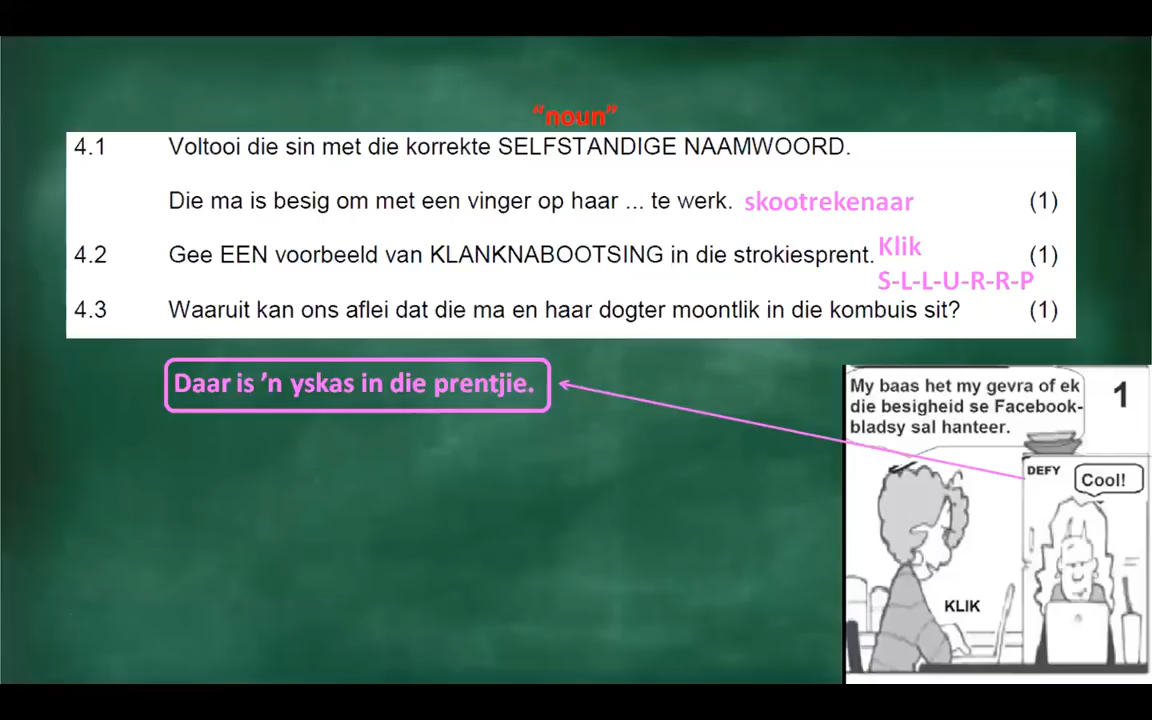 “noun”
4.1 Voltooi die sin met die korrekte SELFSTANDIGE NAAMWOORD.
Die ma is besig om met een vinger op haar ... te werk. skootrekenaar (1)
4.2 Gee EEN voorbeeld van KLANKNABOOTSING in die strokiesprent. Klik (1)
S-L-L-U-R-R-P
4.3 Waaruit kan ons aflei dat die ma en haar dogter moontlik in die kombuis sit? (1)
Daar is ’n yskas in die prentjie.
My baas het my gevra of ek
die besigheid se Facebook-
bladsy sal hanteer.
1
DEFY
Cool!
KLIK